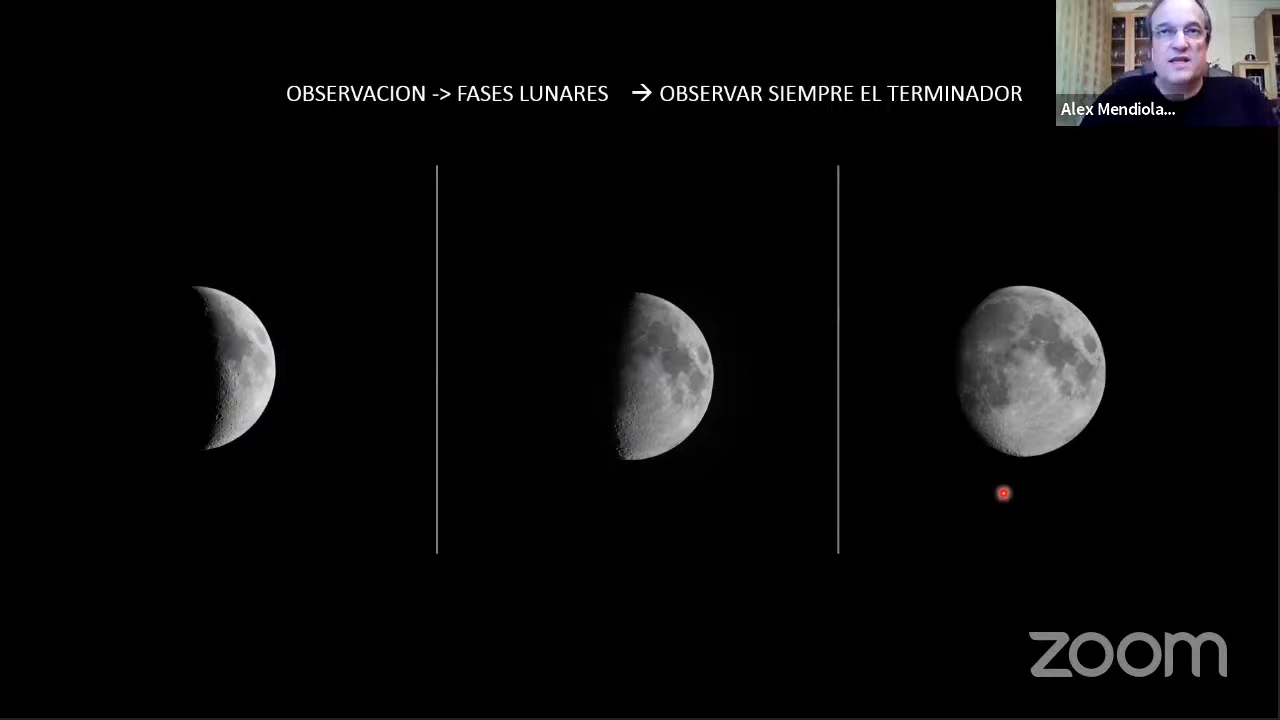 OBSERVACION -> FASES LUNARES → OBSERVAR SIEMPRE EL TERMINADOR
Alex Mendiola...
zoom